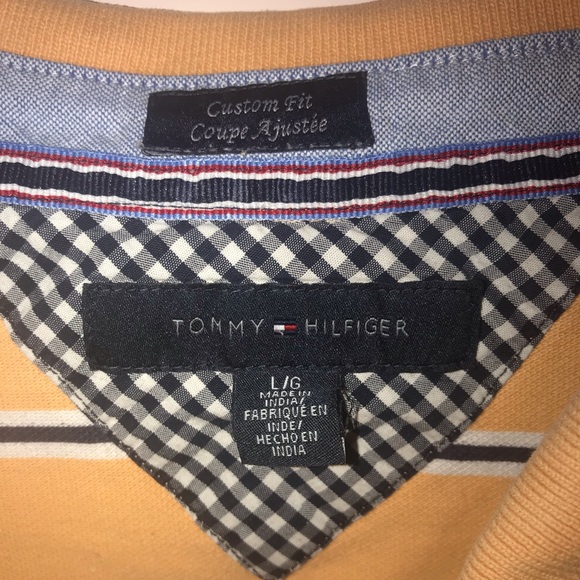 Custom Fit
Coupe Ajustée
TOMMY HILFIGER
L/G
MADE IN
INDIA/
FABRIQUÉ EN
INDE/
HECHO EN
INDIA